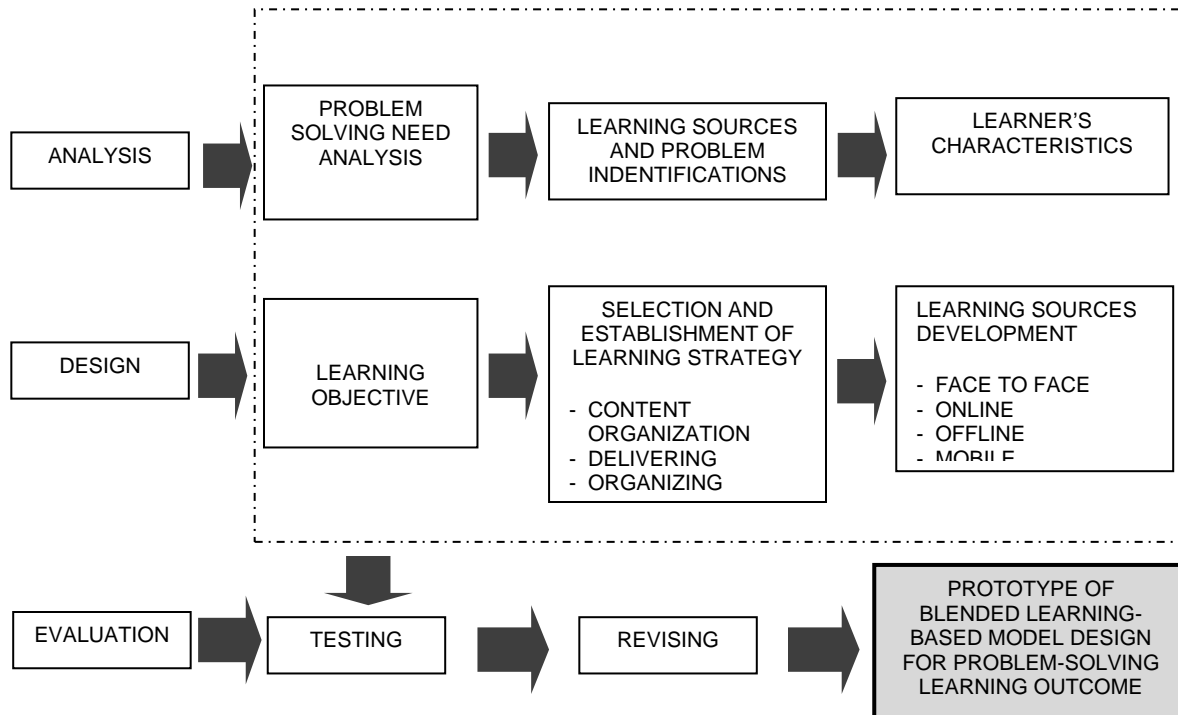 ANALYSIS
PROBLEM
SOLVING NEED
ANALYSIS
LEARNING SOURCES
AND PROBLEM
INDENTIFICATIONS
LEARNER'S
CHARACTERISTICS
DESIGN
LEARNING
OBJECTIVE
SELECTION AND
ESTABLISHMENT OF
LEARNING STRATEGY
- CONTENT
ORGANIZATION
- DELIVERING
- ORGANIZING
LEARNING SOURCES
DEVELOPMENT
- FACE TO FACE
- ONLINE
- OFFLINE
- MOBILE
EVALUATION
TESTING
REVISING
PROTOTYPE OF
BLENDED LEARNING-
BASED MODEL DESIGN
FOR PROBLEM-SOLVING
LEARNING OUTCOME